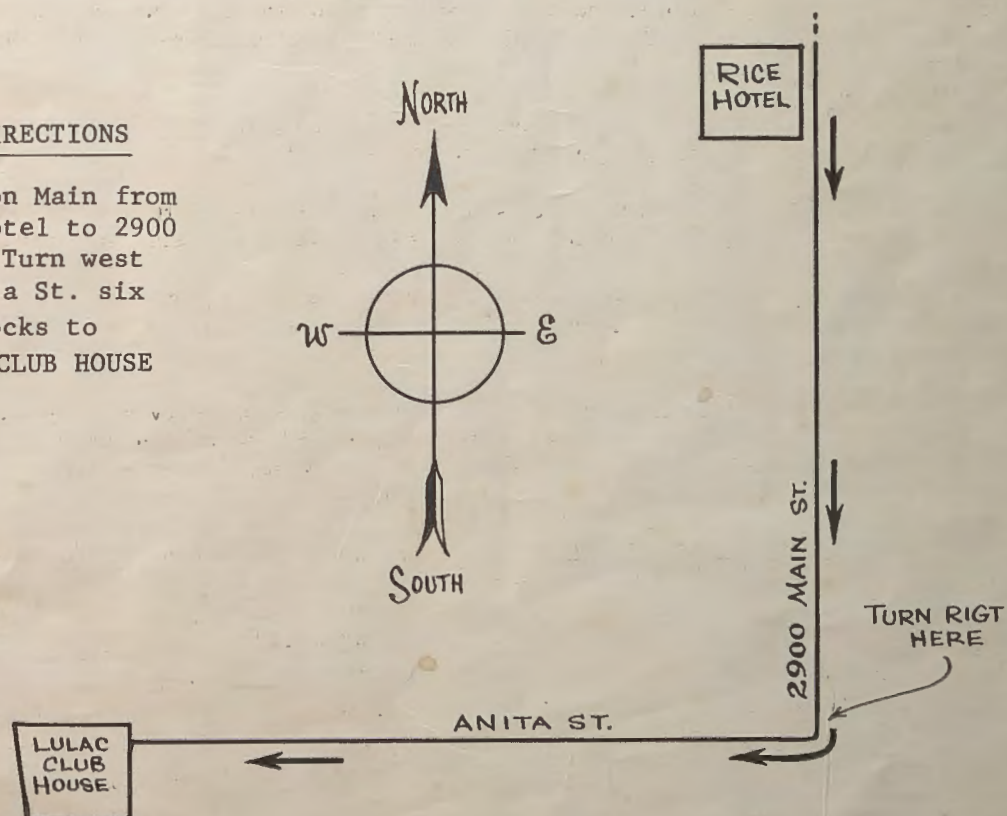 RECTIONS
on Main from
otel to 2900
Turn west
a St. six
cks to
CLUB HOUSE
NORTH
W E
SOUTH
RICE
HOTEL
2900 MAIN ST.
TURN RIGT
HERE
ANITA ST.
LULAC
CLUB
HOUSE.